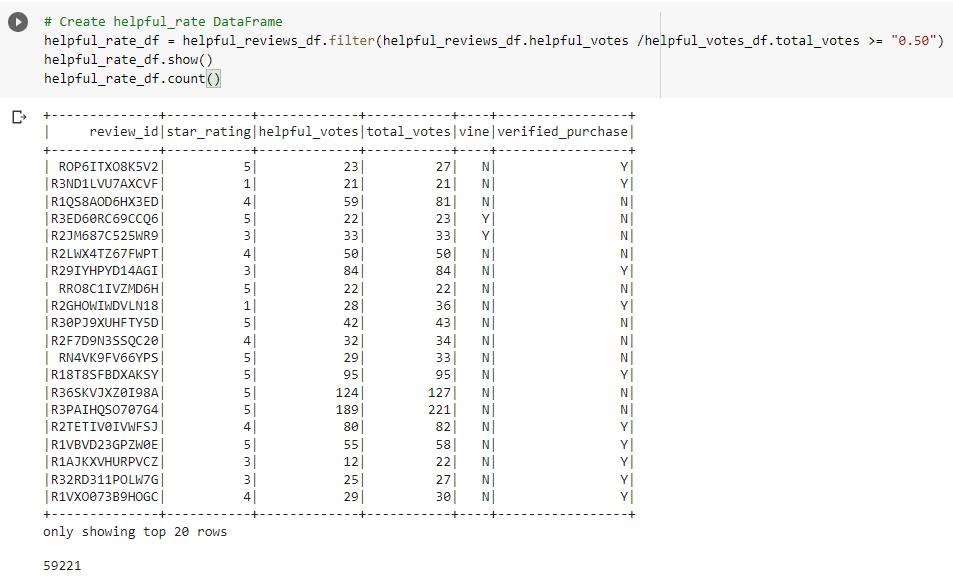 # Create helpful_rate DataFrame
helpful_rate_df = helpful_reviews_df.filter(helpful_reviews_df.helpful_votes /helpful_votes_df.total_votes >= "0.50")
helpful_rate_df.show()
helpful_rate_df.count()
+--------------+-----------+-------------+-----------+----+-----------------+
|     review_id|star_rating|helpful_votes|total_votes|vine|verified_purchase|
+--------------+-----------+-------------+-----------+----+-----------------+
| ROP6ITXO8K5V2|          5|           23|         27|   N|                Y|
|R3ND1LVU7AXCVF|          1|           21|         21|   N|                Y|
|R1QS8AOD6HX3ED|          4|           59|         81|   N|                N|
|R3ED60RC69CCQ6|          5|           22|         23|   Y|                N|
|R2JM687C525WR9|          3|           33|         33|   Y|                N|
|R2LWX4TZ67FWPT|          4|           50|         50|   N|                N|
|R29IYHPYD14AGI|          3|           84|         84|   N|                Y|
| RRO8C1IVZMD6H|          5|           22|         22|   N|                N|
|R2GHOWIWDVLN18|          1|           28|         36|   N|                Y|
|R30PJ9XUHFTY5D|          5|           42|         43|   N|                N|
|R2F7D9N3SSQC20|          4|           32|         34|   N|                N|
| RN4VK9FV66YPS|          5|           29|         33|   N|                N|
|R18T8SFBDXAKSY|          5|           95|         95|   N|                Y|
|R36SKVJXZ0I98A|          5|          124|        127|   N|                N|
|R3PAIHQSO707G4|          5|          189|        221|   N|                N|
|R2TETIV0IVWFSJ|          4|           80|         82|   N|                Y|
|R1VBVD23GPZW0E|          5|           55|         58|   N|                Y|
|R1AJKXVHURPVCZ|          3|           12|         22|   N|                Y|
|R32RD311POLW7G|          3|           25|         27|   N|                Y|
|R1VXO073B9HOGC|          4|           29|         30|   N|                Y|
+--------------+-----------+-------------+-----------+----+-----------------+
only showing top 20 rows
59221